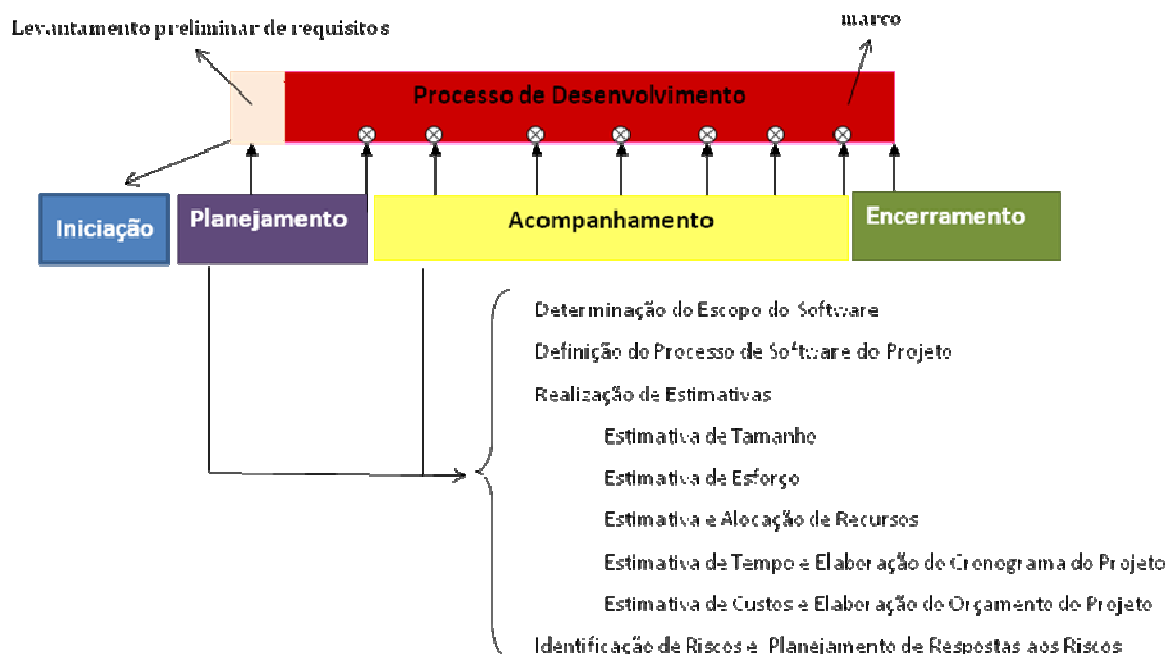 Levantamento preliminar de requisitos
marco
Processo de Desenvolvimento
Iniciação
Planejamento
Acompanhamento
Encerramento
Determinação do Escopo do Software
Definição do Processo de Software do Projeto
Realização de Estimativas
Estimativa de Tamanho
Estimativa de Esforço
Estimativa e Alocação de Recursos
Estimativa de Tempo e Elaboração do Cronograma do Projeto
Estimativa de Custos e Elaboração do Orçamento do Projeto
Identificação de Riscos e Planejamento de Respostas aos Riscos